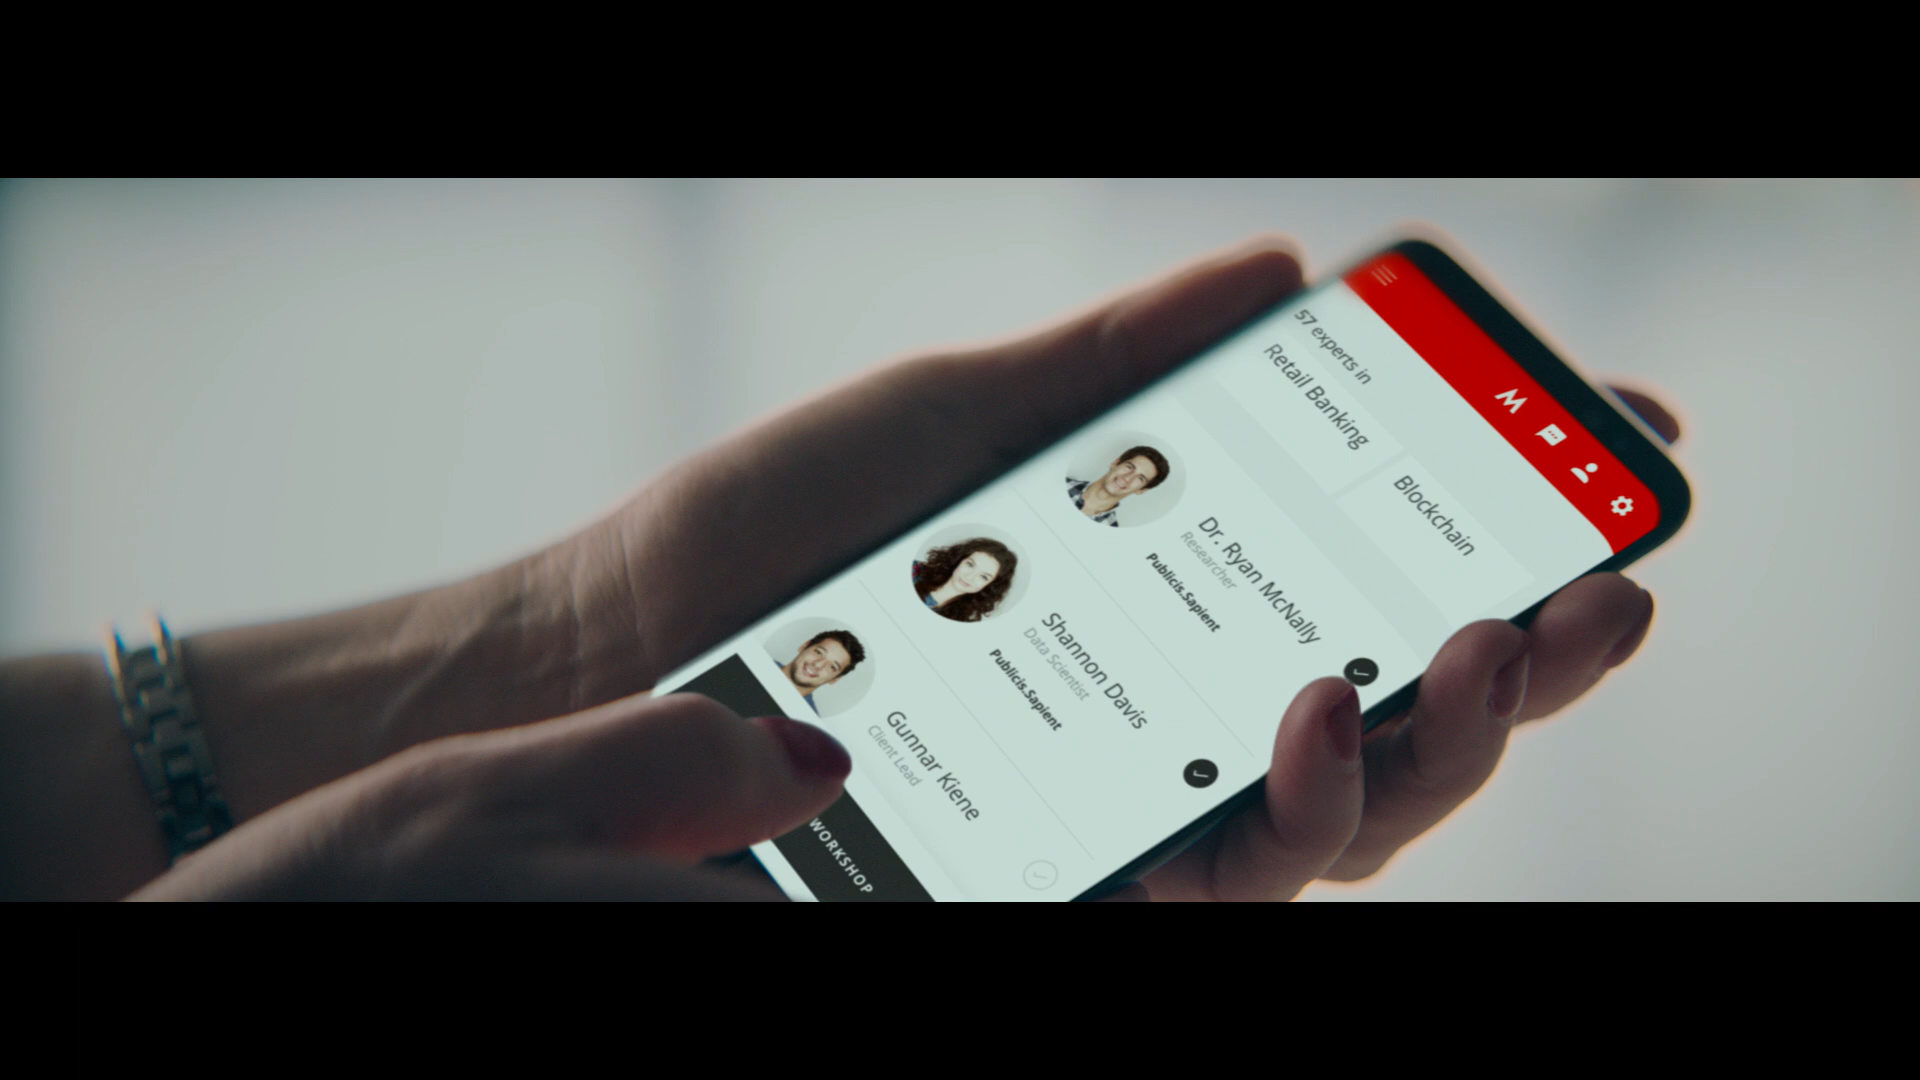 M
57 experts in
Retail Banking
Blockchain
Dr. Ryan McNally
Researcher
Publicis.Sapient
Shannon Davis
Data Scientist
Publicis.Sapient
Gunnar Kiene
Client Lead
WORKSHOP